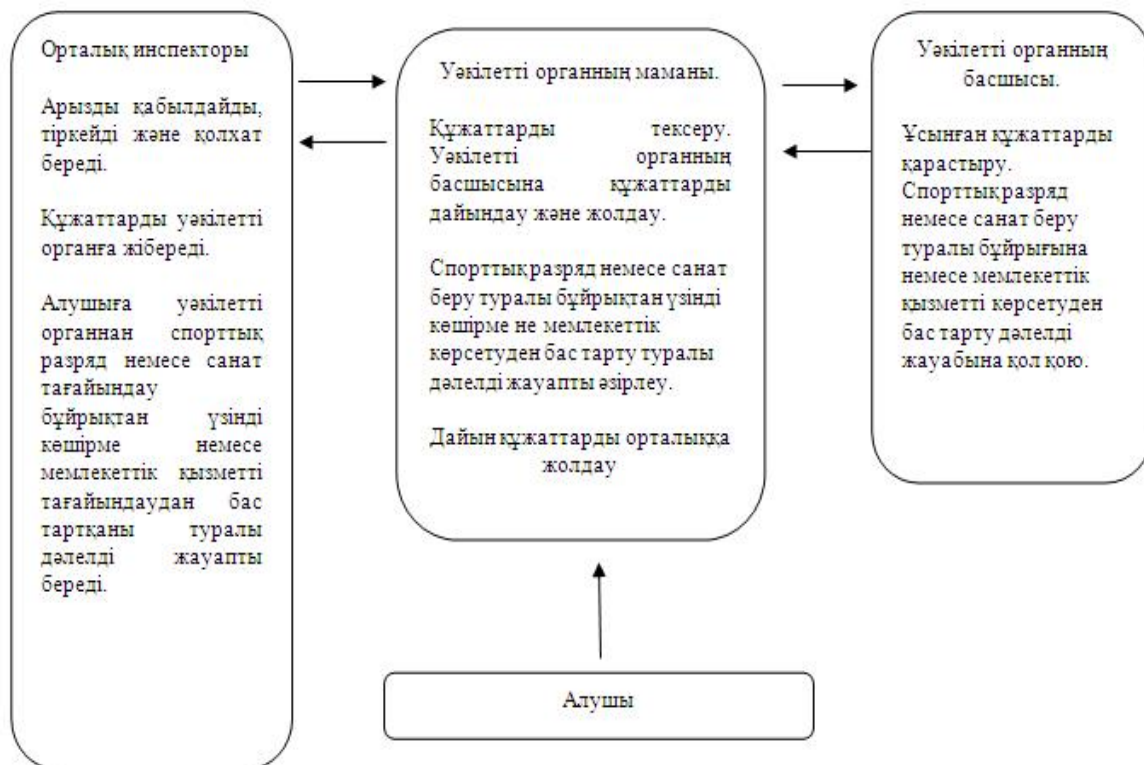 Орталық инспекторы
Арызды қабылдайды,
тіркейді және қолхат
береді.
Құжаттарды уәкілетті
органға жібереді.
Алушыға уәкілетті
органнан спорттық
разряд немесе санат
тағайындау
бұйрықтан үзінді
көшірме немесе
мемлекеттік қызметті
тағайындаудан бас
тартқаны туралы
дәлелді жауапты
береді.
Уәкілетті органның маманы.
Құжаттарды тексеру.
Уәкілетті органның
басшысына құжаттарды
дайындау және жолдау.
Спорттық разряд немесе санат
беру туралы бұйрықтан үзінді
көшірме не мемлекеттік
көрсетуден бас тарту туралы
дәлелді жауапты әзірлеу.
Дайын құжаттарды орталыққа
жолдау
Уәкілетті органның
басшысы.
Ұсынған құжаттарды
қарастыру.
Спорттық разряд
немесе санат беру
туралы бұйрығына
немесе мемлекеттік
қызметті көрсетуден
бас тарту дәлелді
жауабына қол қою.
Алушы